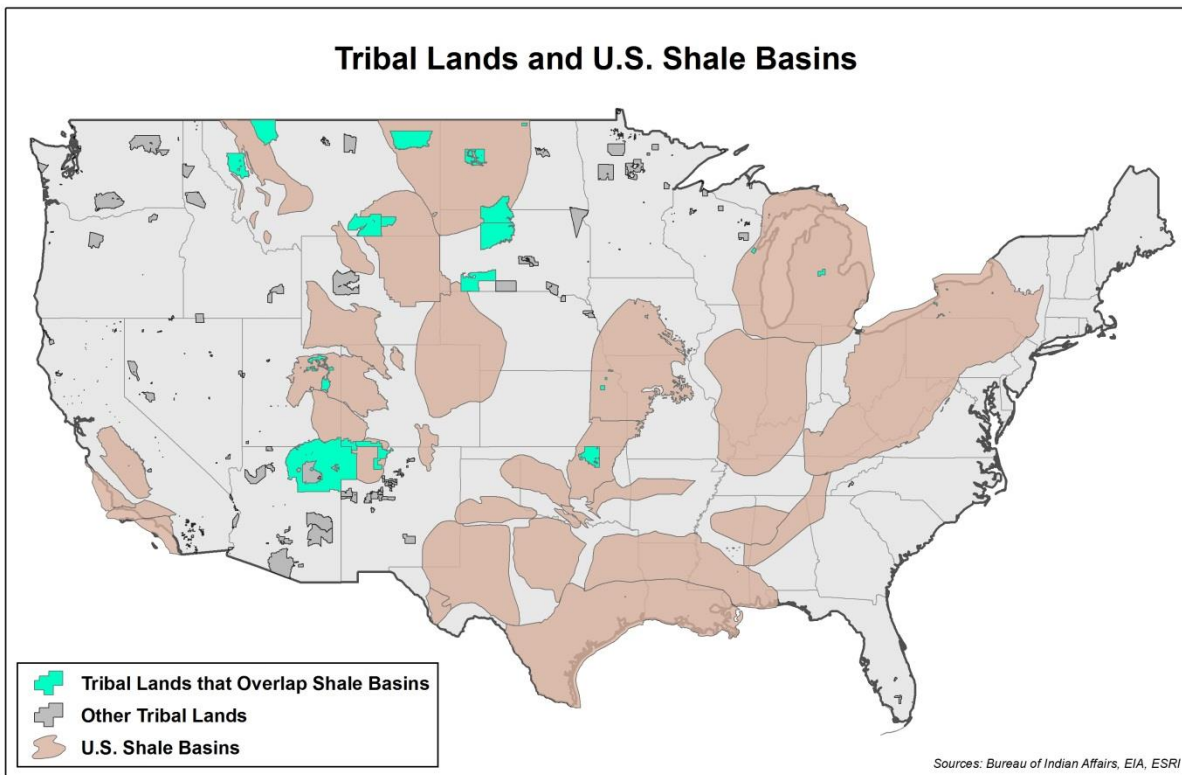 Tribal Lands and U.S. Shale Basins
Tribal Lands that Overlap Shale Basins
Other Tribal Lands
U.S. Shale Basins
Sources: Bureau of Indian Affairs, EIA, ESRI